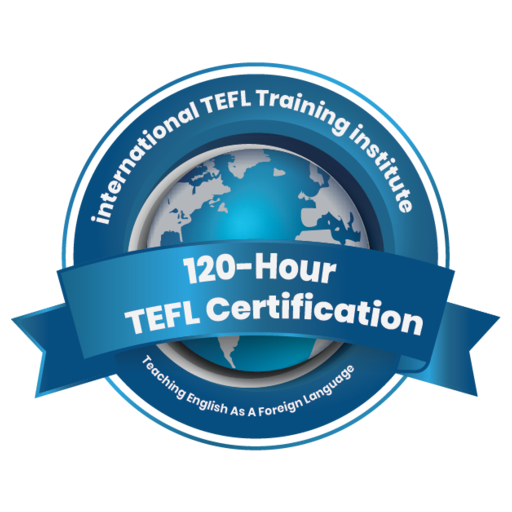 international TEFL Training institute
120-Hour
TEFL Certification
Teaching English As A Foreign Language